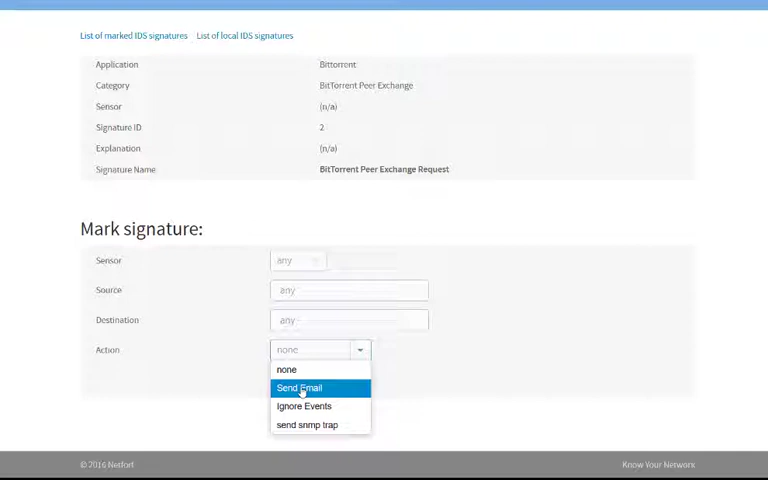 List of marked IDS signatures List of local IDS signatures
Application Bittorrent
Category BitTorrent Peer Exchange
Sensor (n/a)
Signature ID 2
Explanation (n/a)
Signature Name BitTorrent Peer Exchange Request
Mark signature:
Sensor any
Source any
Destination any
Action none
none
Send Email
Ignore Events
send snmp trap
© 2016 Netfort Know Your Network